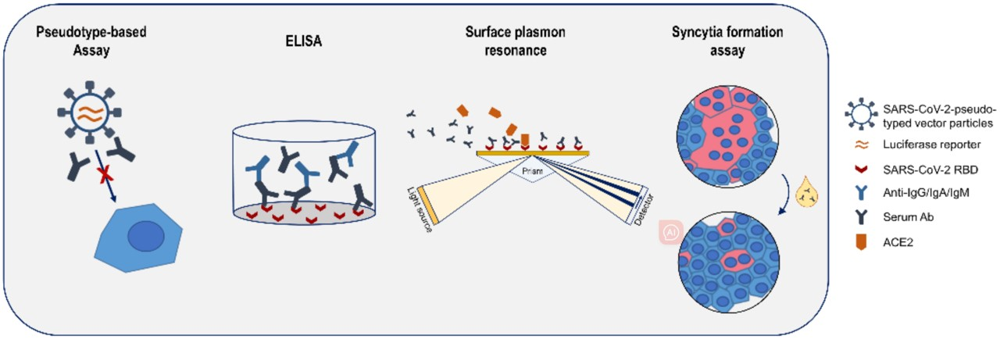 Pseudotype-based
Assay
ELISA
Surface plasmon
resonance
Syncytia formation
assay
Prism
Light source
Detector
AI
SARS-CoV-2-pseudo-
typed vector particles
Luciferase reporter
SARS-CoV-2 RBD
Anti-IgG/IgA/IgM
Serum Ab
ACE2